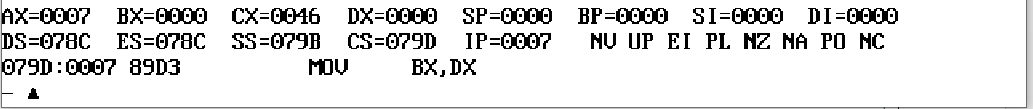 AX=0007  BX=0000  CX=0046  DX=0000  SP=0000  BP=0000  SI=0000  DI=0000
DS=078C  ES=078C  SS=079B  CS=079D  IP=0007   NV UP EI PL NZ NA PO NC
079D:0007 89D3          MOV     BX,DX
-